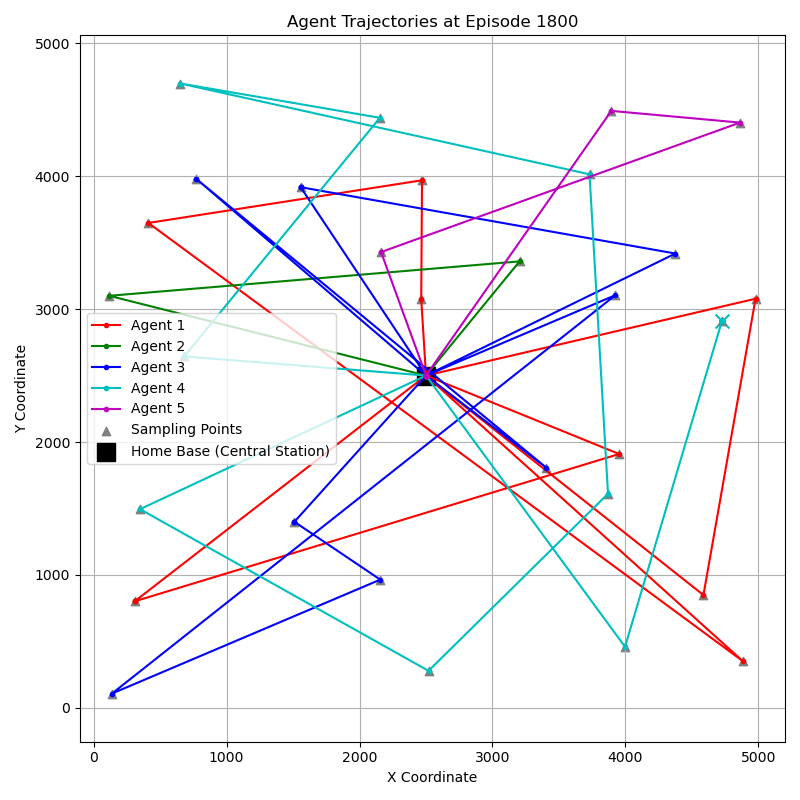 Agent Trajectories at Episode 1800
5000
4000
3000
2000
1000
0
Y Coordinate
Agent 1
Agent 2
Agent 3
Agent 4
Agent 5
Sampling Points
Home Base (Central Station)
0 1000 2000 3000 4000 5000
X Coordinate